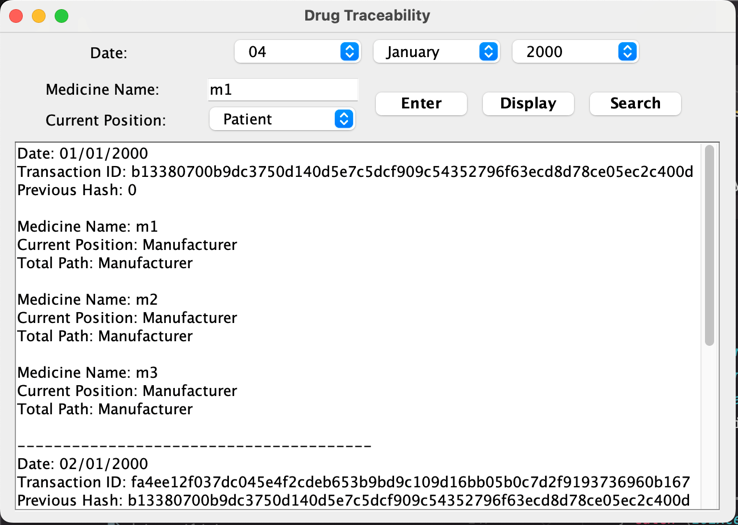 Drug Traceability
Date: 04 January 2000
Medicine Name: m1
Enter Display Search
Current Position: Patient
Date: 01/01/2000
Transaction ID: b13380700b9dc3750d140d5e7c5dcf909c54352796f63ecd8d78ce05ec2c400d
Previous Hash: 0
Medicine Name: m1
Current Position: Manufacturer
Total Path: Manufacturer
Medicine Name: m2
Current Position: Manufacturer
Total Path: Manufacturer
Medicine Name: m3
Current Position: Manufacturer
Total Path: Manufacturer
---------------------------------------
Date: 02/01/2000
Transaction ID: fa4ee12f037dc045e4f2cdeb653b9bd9c109d16bb05b0c7d2f9193736960b167
Previous Hash: b13380700b9dc3750d140d5e7c5dcf909c54352796f63ecd8d78ce05ec2c400d